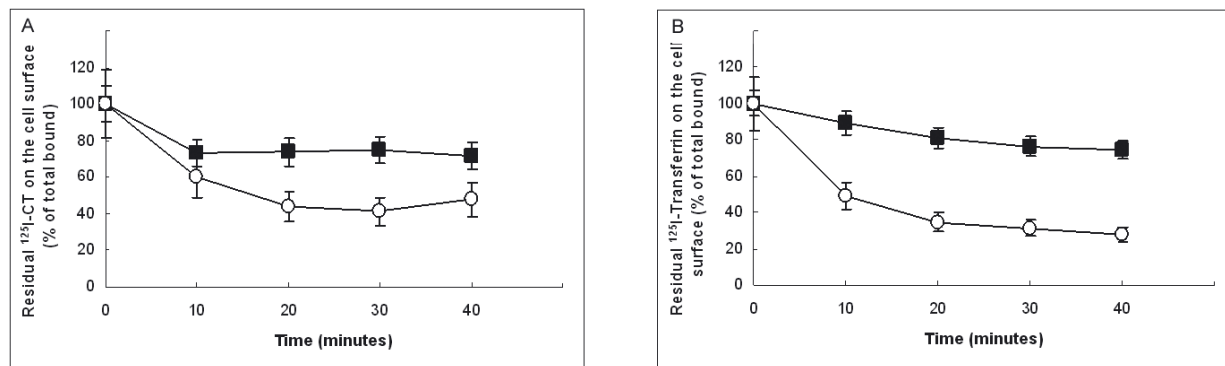 A
Residual ¹²⁵I-CT on the cell surface
(% of total bound)
120
100
80
60
40
20
0
0 10 20 30 40
Time (minutes)
B
Residual ¹²⁵I-Transferrin on the cell
surface (% of total bound)
120
100
80
60
40
20
0
0 10 20 30 40
Time (minutes)